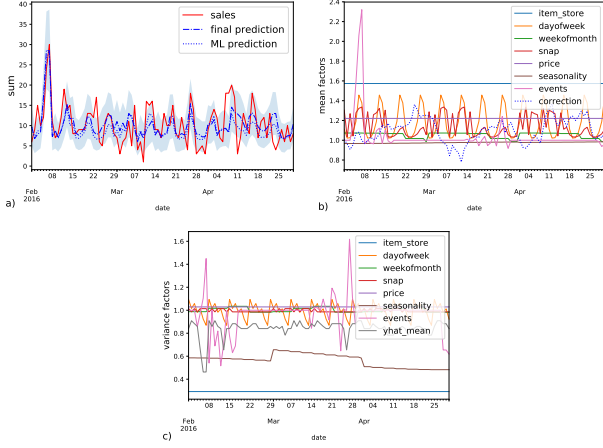 sales
final prediction
ML prediction
sum
40
35
30
25
20
15
10
5
0
08 15 22 29 07 14 21 28 04 11 18 25
Feb
2016
Mar
Apr
date
a)
item_store
dayofweek
weekofmonth
snap
price
seasonality
events
correction
mean factors
2.2
2.0
1.8
1.6
1.4
1.2
1.0
0.8
08 15 22 29 07 14 21 28 04 11 18 25
Feb
2016
Mar
Apr
date
b)
item_store
dayofweek
weekofmonth
snap
price
seasonality
events
yhat_mean
variance factors
1.6
1.4
1.2
1.0
0.8
0.6
0.4
08 15 22 29 07 14 21 28 04 11 18 25
Feb
2016
Mar
Apr
date
c)